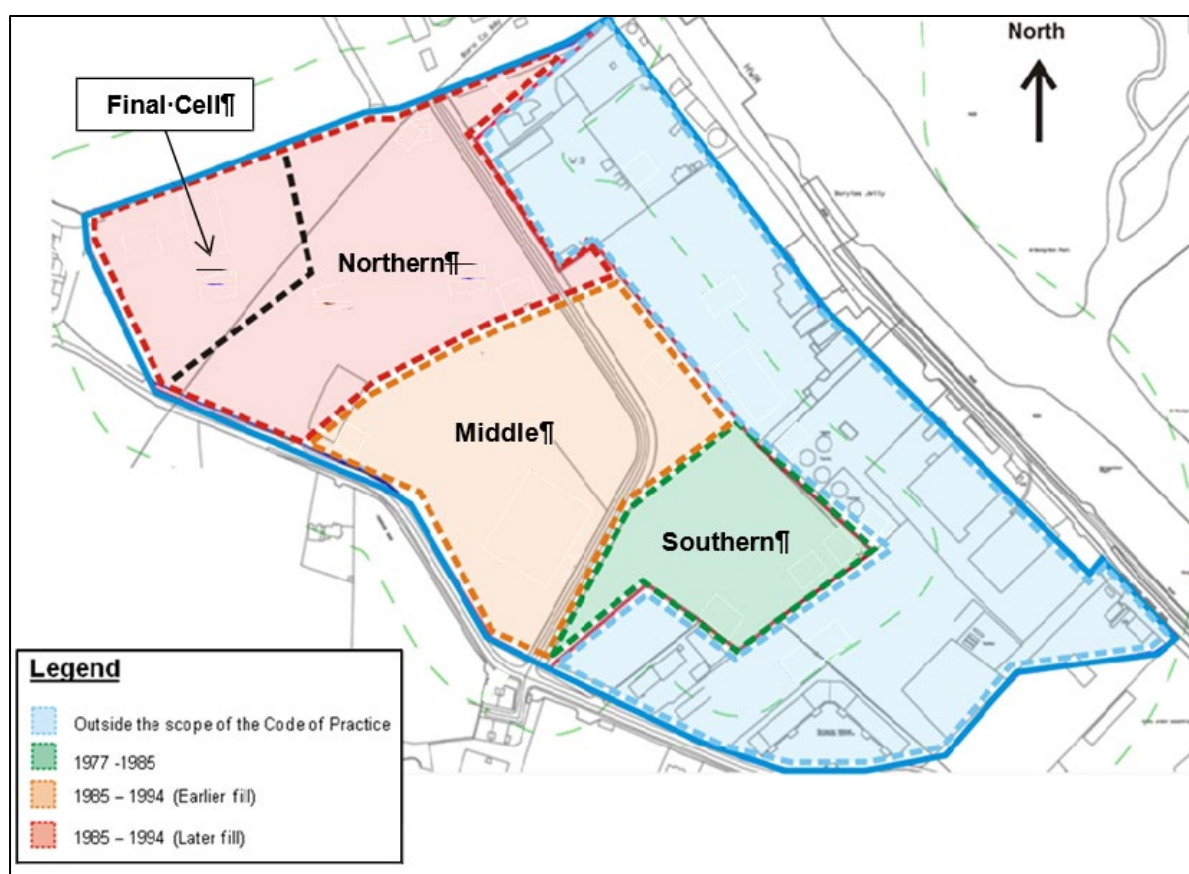 North
Final·Cell¶
Northern¶
Middle¶
Southern¶
Legend
Outside the scope of the Code of Practice
1977 -1985
1985 – 1994 (Earlier fill)
1985 – 1994 (Later fill)